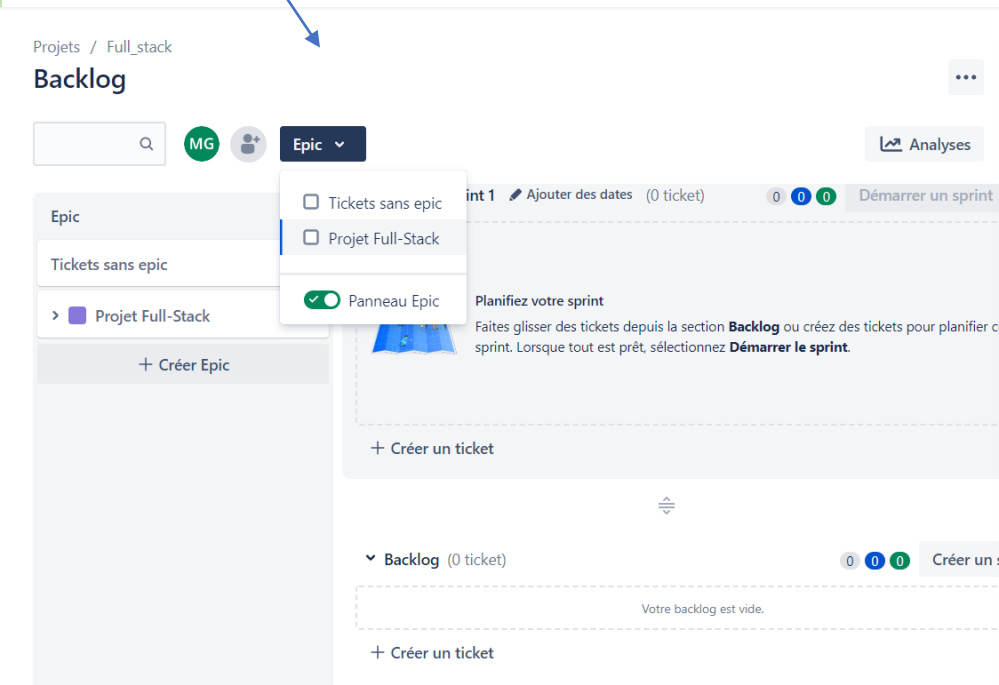 Projets / Full_stack
Backlog
MG
Epic
Analyses
Epic
Tickets sans epic
Projet Full-Stack
Créer Epic
Tickets sans epic
Projet Full-Stack
Panneau Epic
int 1 Ajouter des dates (0 ticket) 0 0 0 Démarrer un sprint
Planifiez votre sprint
Faites glisser des tickets depuis la section Backlog ou créez des tickets pour planifier
sprint. Lorsque tout est prêt, sélectionnez Démarrer le sprint.
Créer un ticket
Backlog (0 ticket) 0 0 0 Créer un s
Votre backlog est vide.
Créer un ticket